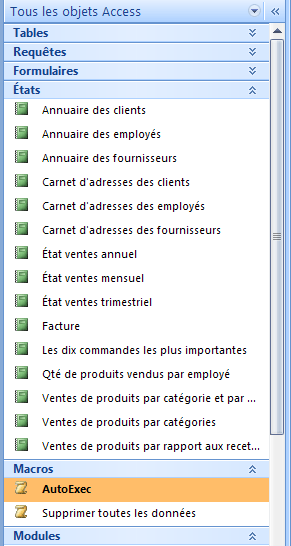 Tous les objets Access
Tables
Requêtes
Formulaires
États
Annuaire des clients
Annuaire des employés
Annuaire des fournisseurs
Carnet d'adresses des clients
Carnet d'adresses des employés
Carnet d'adresses des fournisseurs
État ventes annuel
État ventes mensuel
État ventes trimestriel
Facture
Les dix commandes les plus importantes
Qté de produits vendus par employé
Ventes de produits par catégorie et par ...
Ventes de produits par catégories
Ventes de produits par rapport aux recet...
Macros
AutoExec
Supprimer toutes les données
Modules